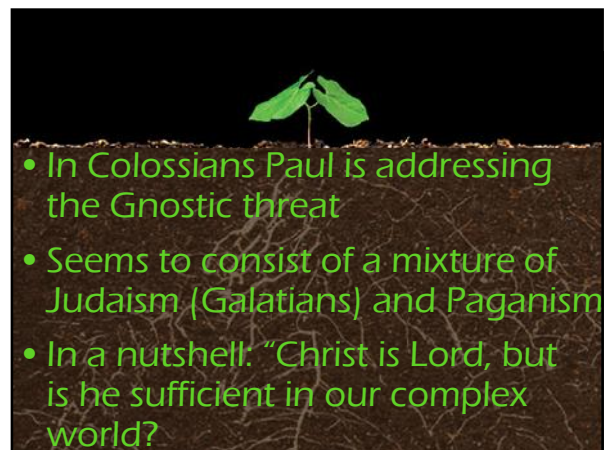 • In Colossians Paul is addressing
the Gnostic threat
• Seems to consist of a mixture of
Judaism (Galatians) and Paganism
• In a nutshell: “Christ is Lord, but
is he sufficient in our complex
world?